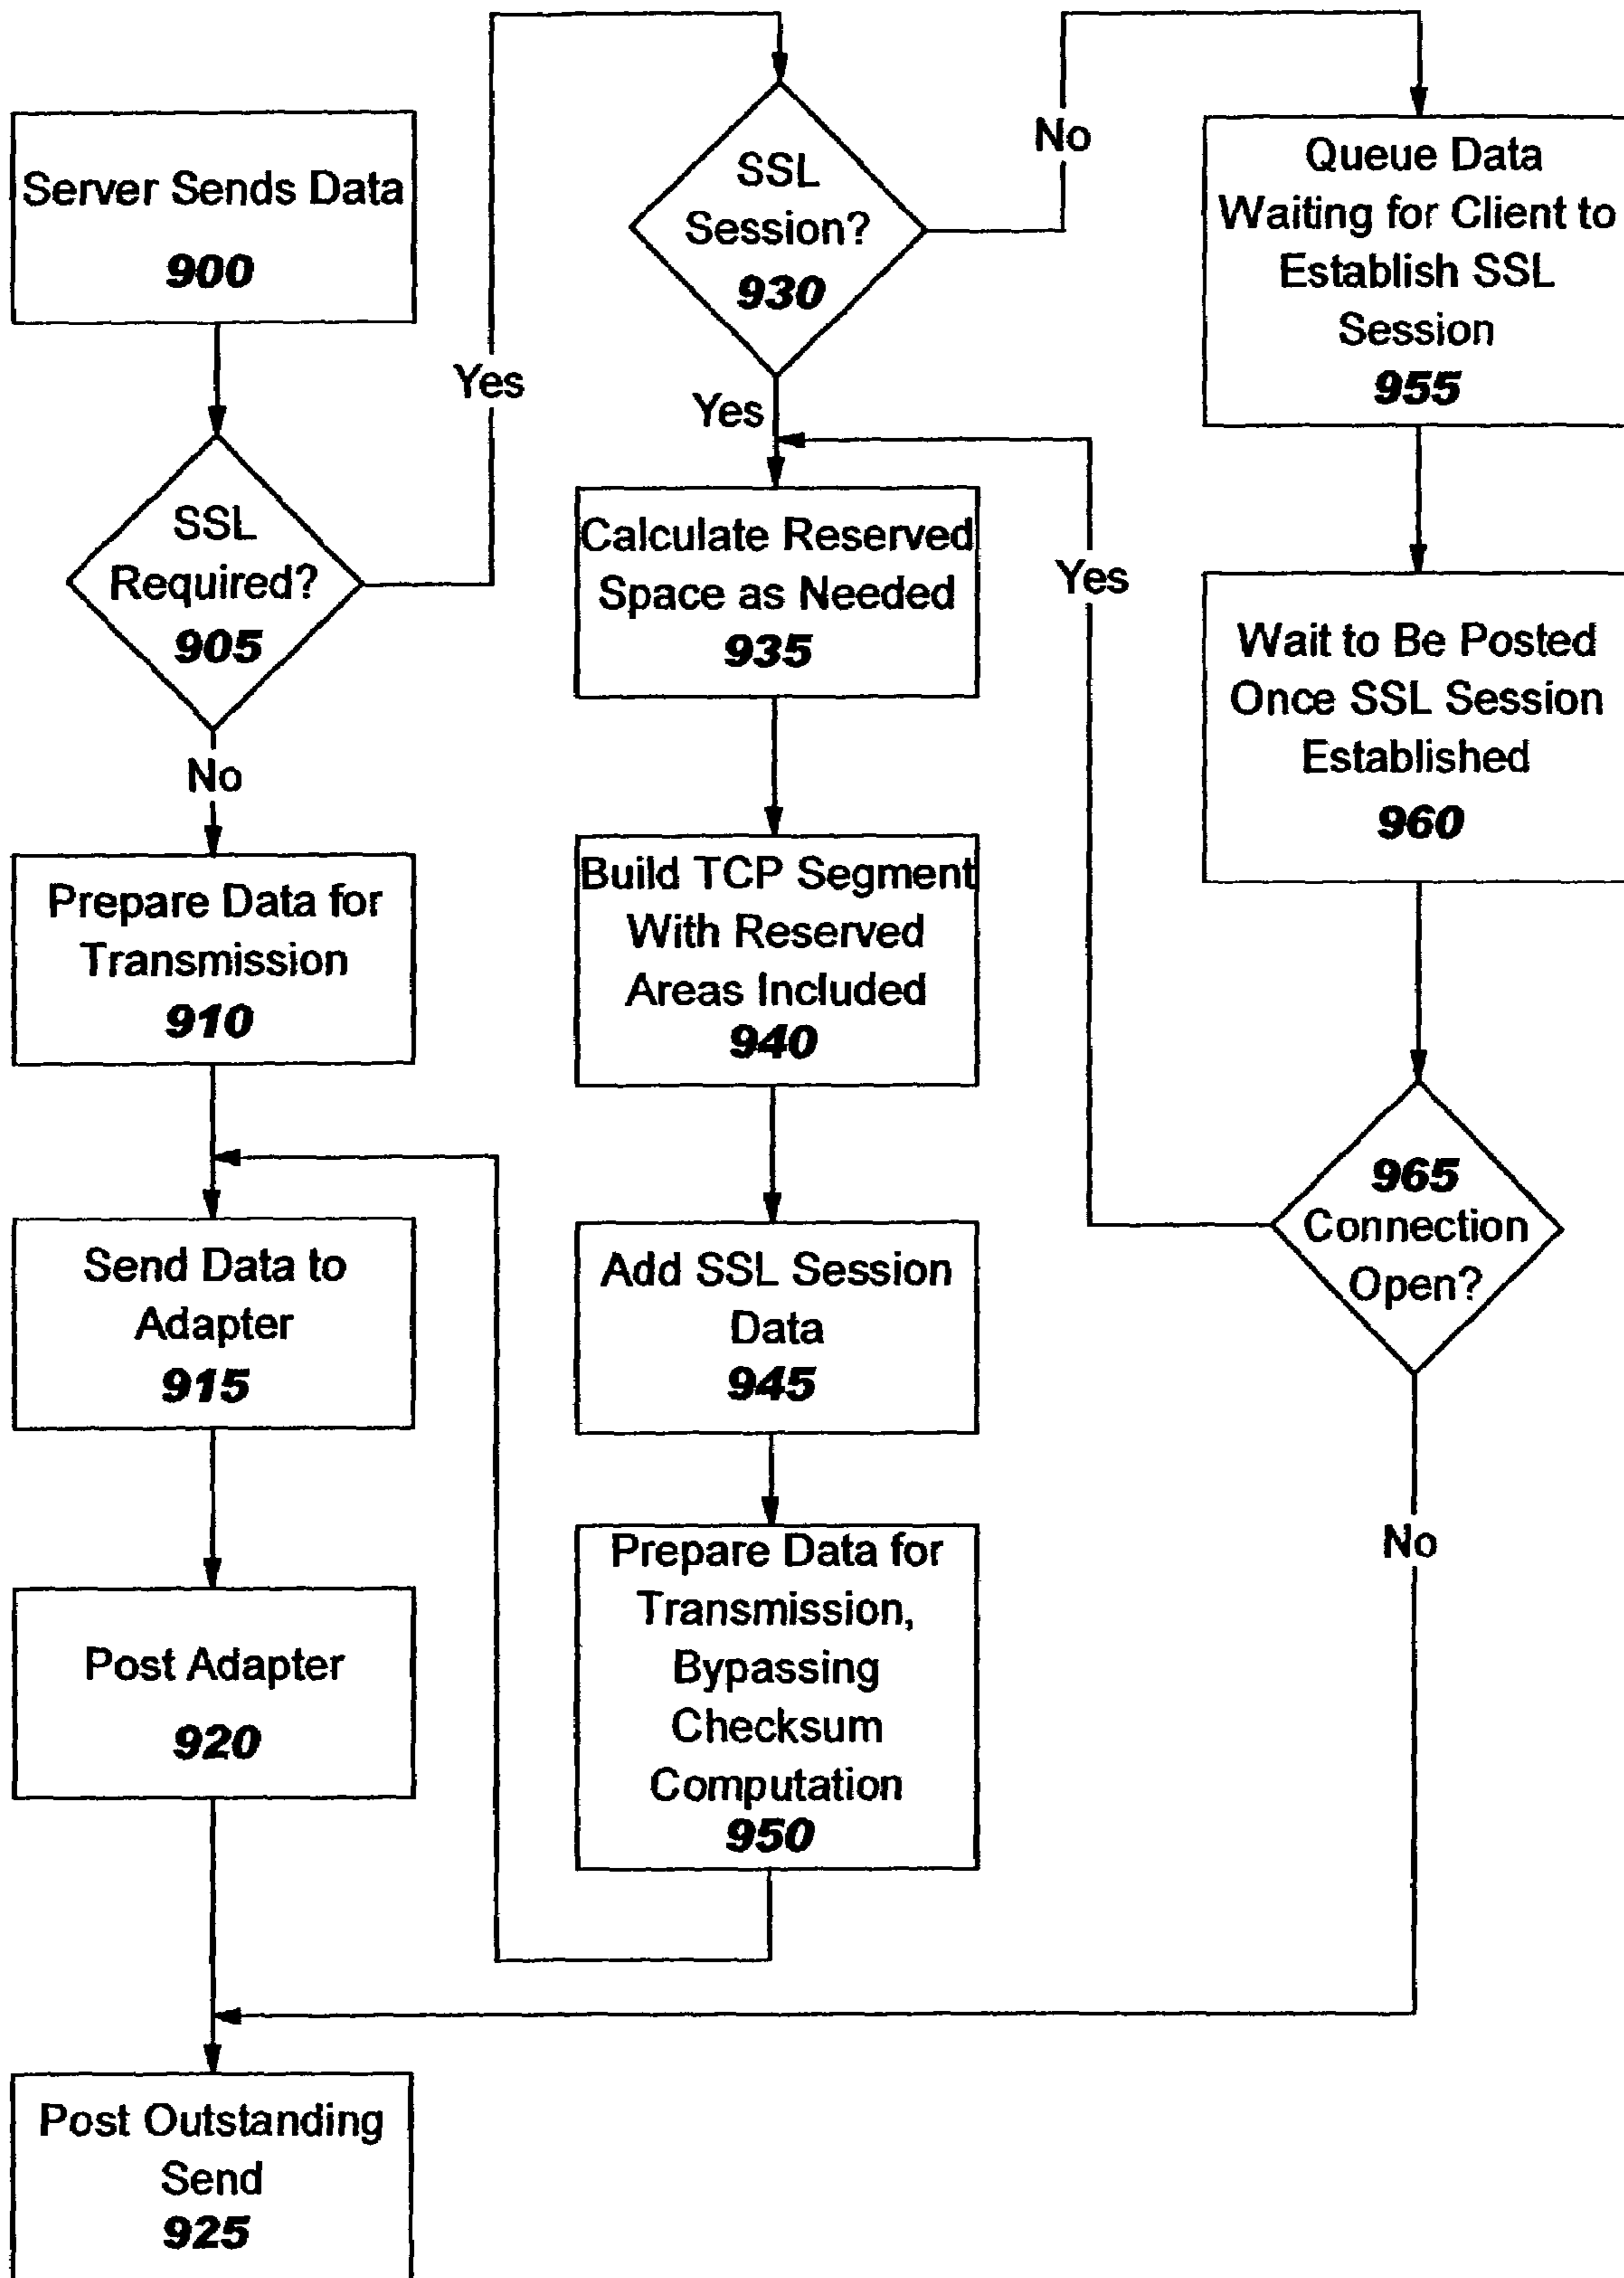 Server Sends Data
900
SSL
Required?
905
Yes
No
Prepare Data for
Transmission
910
Send Data to
Adapter
915
Post Adapter
920
Post Outstanding
Send
925
SSL
Session?
930
No
Yes
Calculate Reserved
Space as Needed
935
Build TCP Segment
With Reserved
Areas Included
940
Add SSL Session
Data
945
Prepare Data for
Transmission,
Bypassing
Checksum
Computation
950
Queue Data
Waiting for Client to
Establish SSL
Session
955
Wait to Be Posted
Once SSL Session
Established
960
965
Connection
Open?
Yes
No